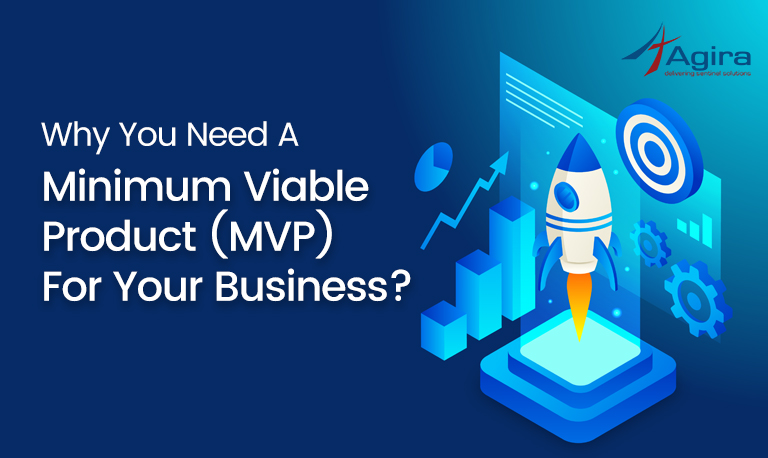 Agira
delivering sentinel solutions
Why You Need A
Minimum Viable
Product (MVP)
For Your Business?